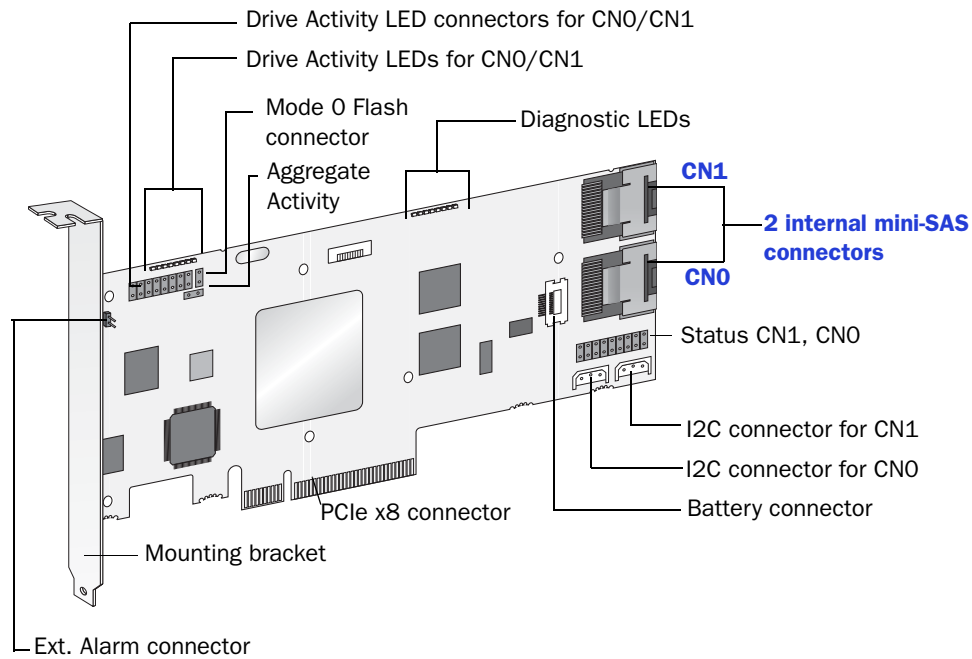 Drive Activity LED connectors for CN0/CN1
Drive Activity LEDs for CN0/CN1
Mode 0 Flash
connector
Aggregate
Activity
Diagnostic LEDs
CN1
2 internal mini-SAS
connectors
CN0
Status CN1, CN0
I2C connector for CN1
I2C connector for CN0
Battery connector
PCIe x8 connector
Mounting bracket
Ext. Alarm connector